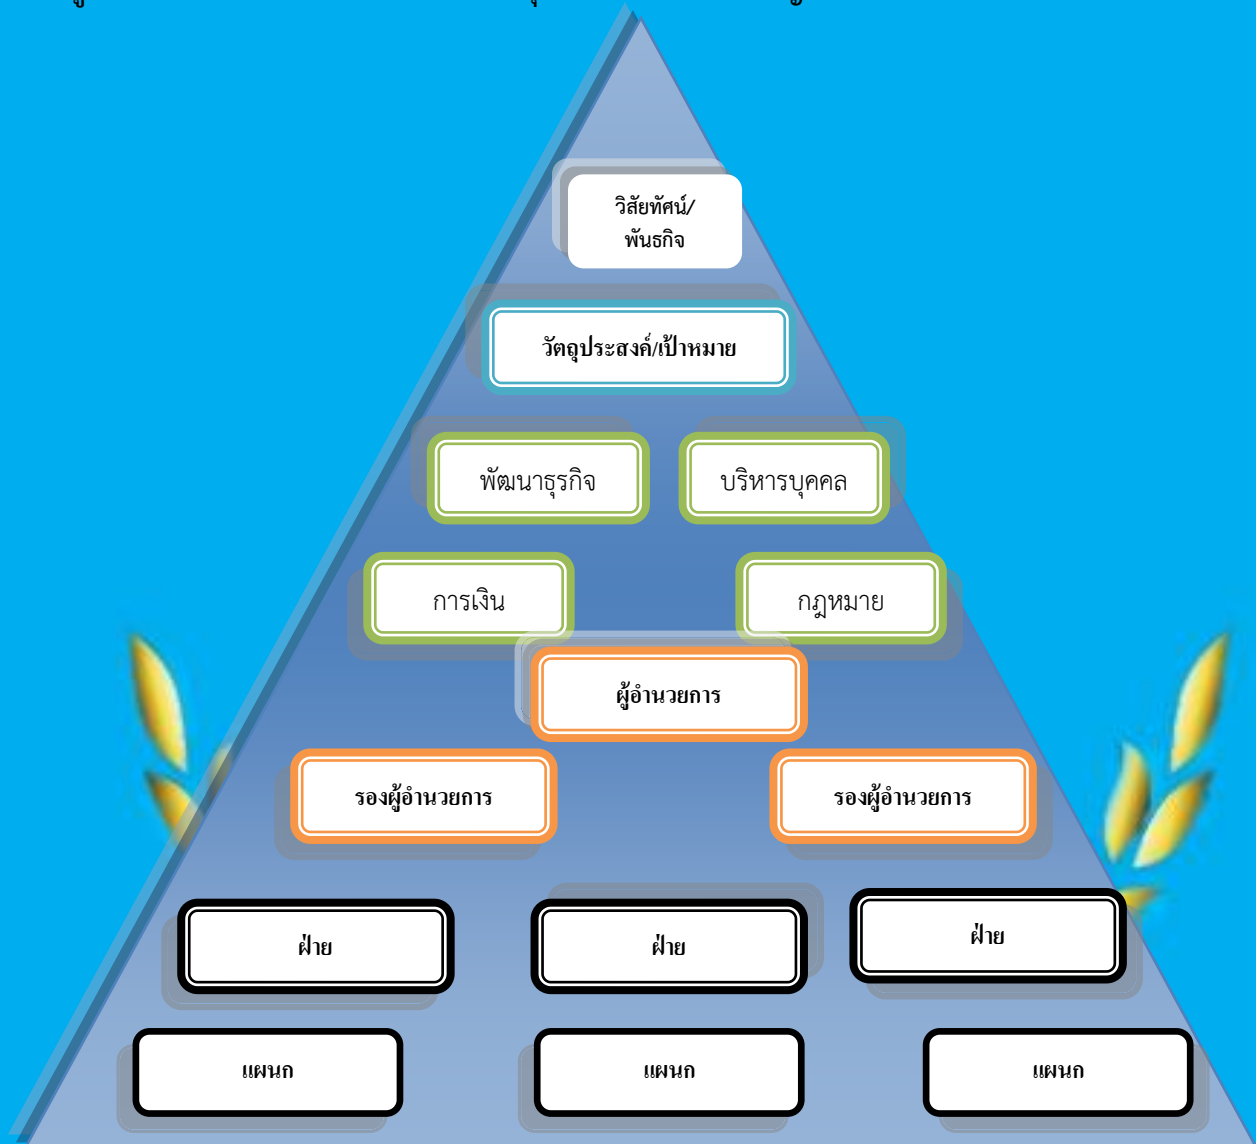 วิสัยทัศน์/
พันธกิจ
วัตถุประสงค์/เป้าหมาย
พัฒนาธุรกิจ
บริหารบุคคล
การเงิน
กฎหมาย
ผู้อำนวยการ
รองผู้อำนวยการ
รองผู้อำนวยการ
ฝ่าย
ฝ่าย
ฝ่าย
แผนก
แผนก
แผนก